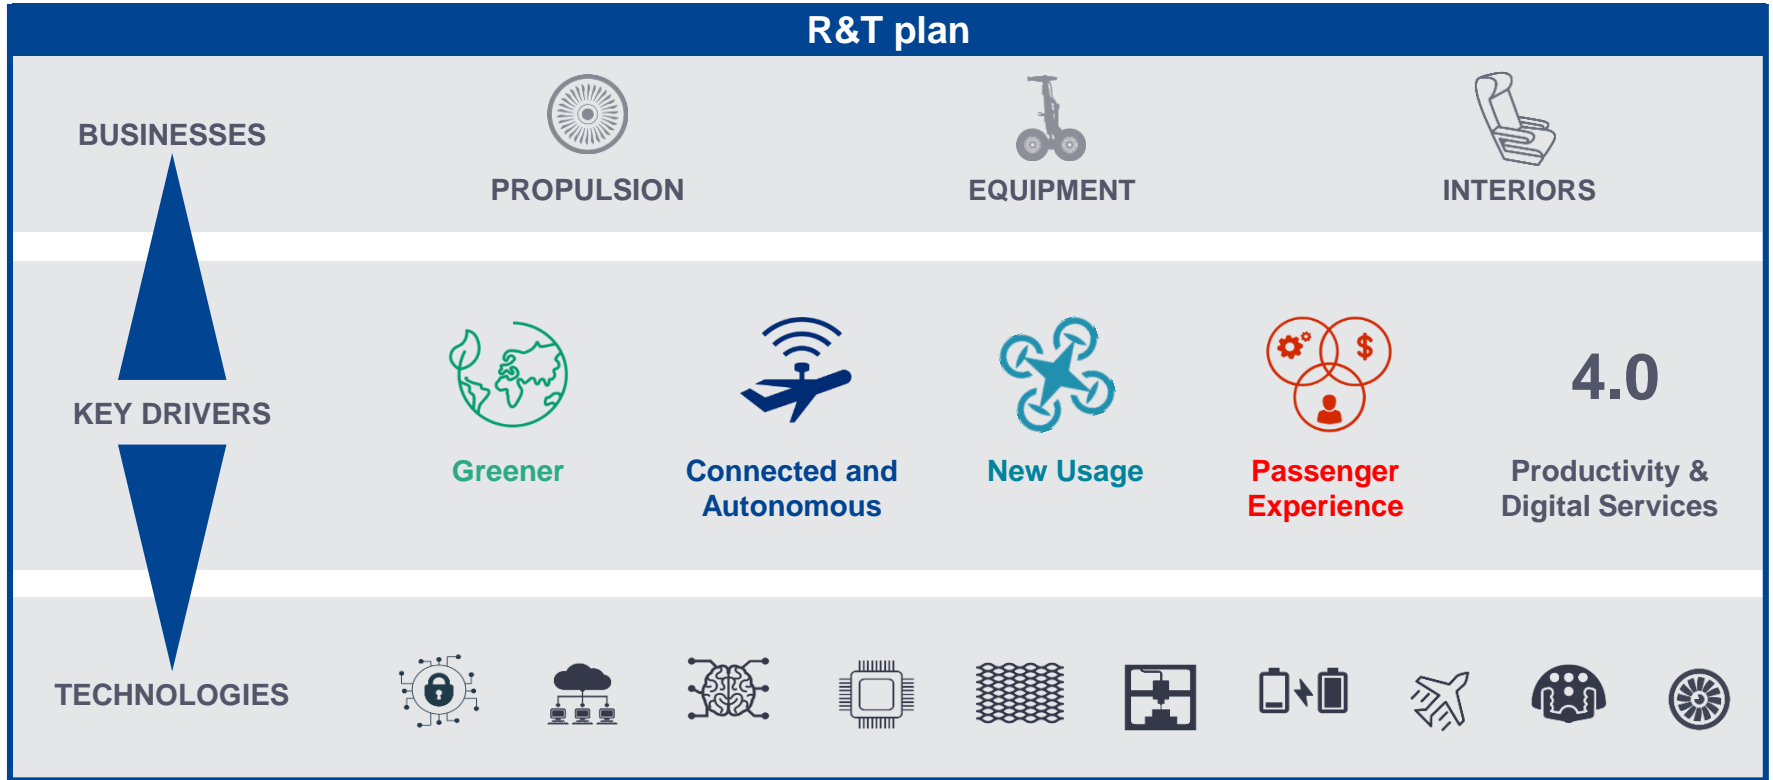 R&T plan
BUSINESSES
PROPULSION
EQUIPMENT
INTERIORS
KEY DRIVERS
$
4.0
Greener
Connected and
Autonomous
New Usage
Passenger
Experience
Productivity &
Digital Services
TECHNOLOGIES